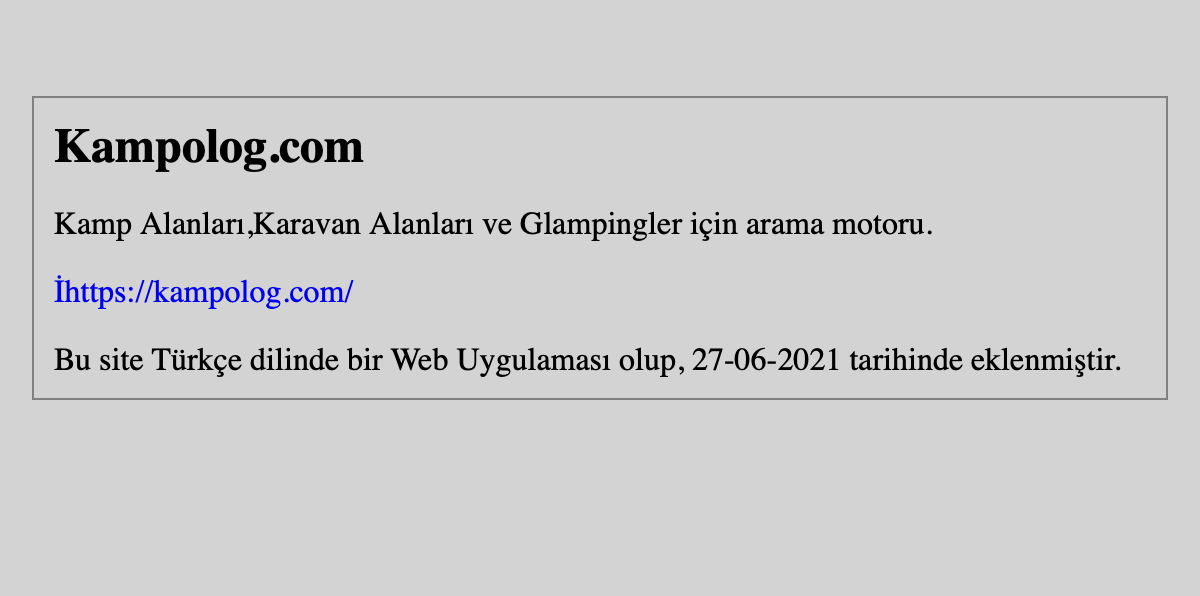 Kampolog.com
Kamp Alanları,Karavan Alanları ve Glampingler için arama motoru.
İhttps://kampolog.com/
Bu site Türkçe dilinde bir Web Uygulaması olup, 27-06-2021 tarihinde eklenmiştir.